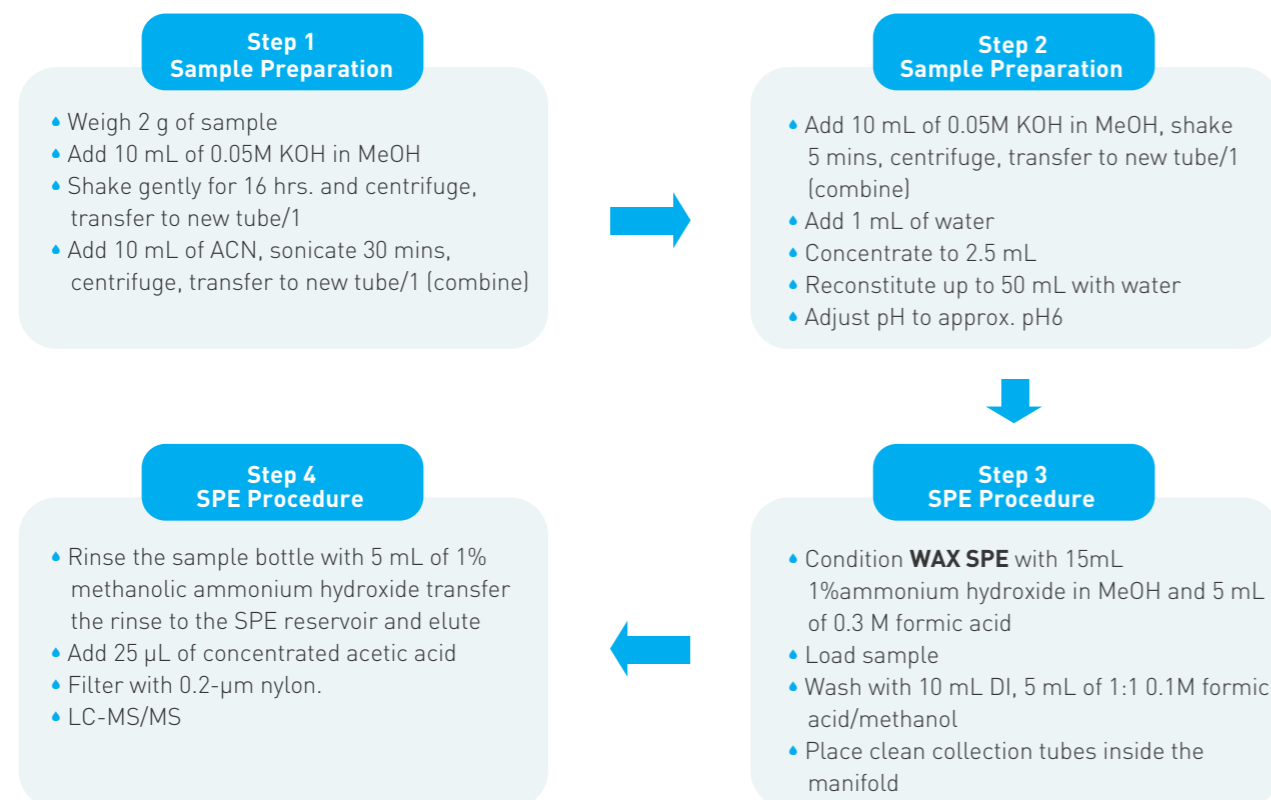 Step 1
Sample Preparation
• Weigh 2 g of sample
• Add 10 mL of 0.05M KOH in MeOH
• Shake gently for 16 hrs. and centrifuge,
transfer to new tube/1
• Add 10 mL of ACN, sonicate 30 mins,
centrifuge, transfer to new tube/1 (combine)
Step 2
Sample Preparation
• Add 10 mL of 0.05M KOH in MeOH, shake
5 mins, centrifuge, transfer to new tube/1
(combine)
• Add 1 mL of water
• Concentrate to 2.5 mL
• Reconstitute up to 50 mL with water
• Adjust pH to approx. pH6
Step 3
SPE Procedure
• Condition WAX SPE with 15mL
1%ammonium hydroxide in MeOH and 5 mL
of 0.3 M formic acid
• Load sample
• Wash with 10 mL DI, 5 mL of 1:1 0.1M formic
acid/methanol
• Place clean collection tubes inside the
manifold
Step 4
SPE Procedure
• Rinse the sample bottle with 5 mL of 1%
methanolic ammonium hydroxide transfer
the rinse to the SPE reservoir and elute
• Add 25 µL of concentrated acetic acid
• Filter with 0.2-µm nylon.
• LC-MS/MS